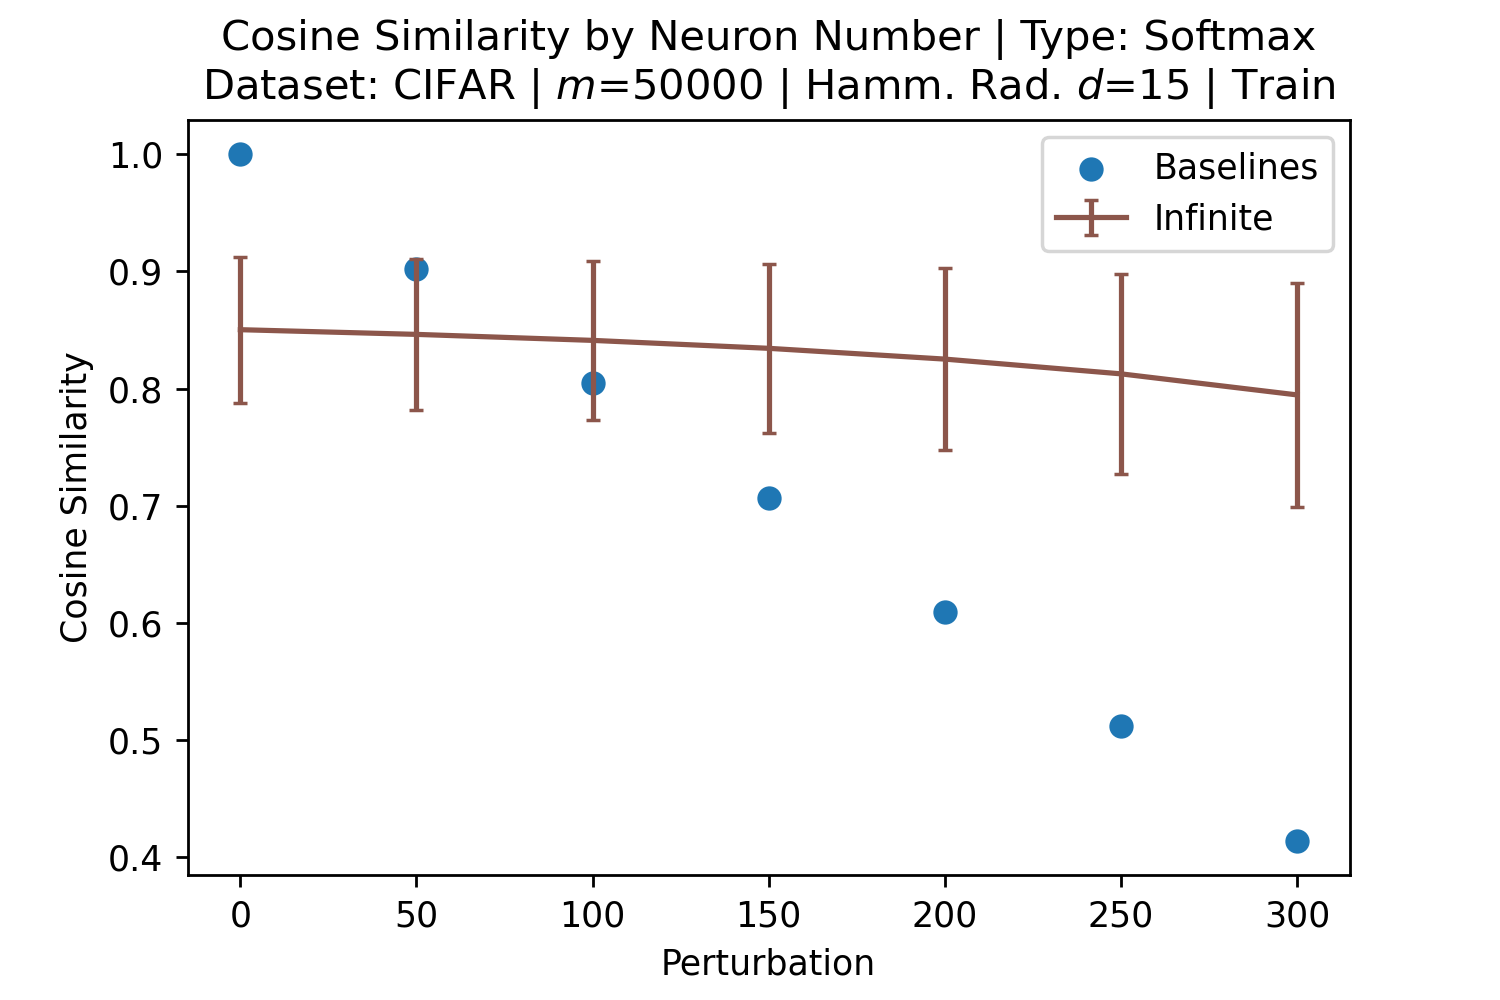 Cosine Similarity by Neuron Number | Type: Softmax
Dataset: CIFAR | m=50000 | Hamm. Rad. d=15 | Train
Baselines
Infinite
Cosine Similarity
1.0
0.9
0.8
0.7
0.6
0.5
0.4
0 50 100 150 200 250 300
Perturbation